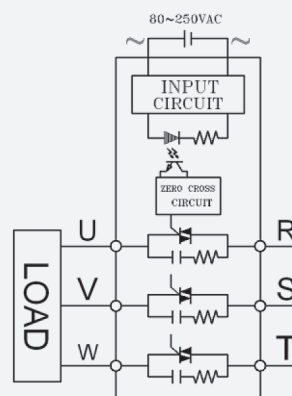 80~250VAC
~ ~
INPUT
CIRCUIT
ZERO CROSS
CIRCUIT
U R
V S
W T
LOAD